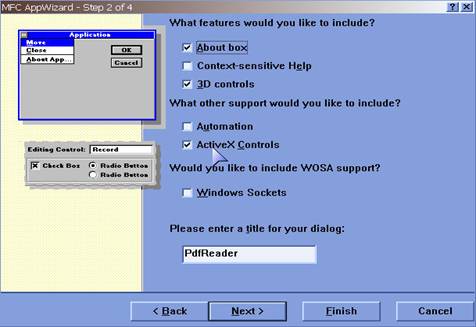 MFC AppWizard - Step 2 of 4
Application
Move
Close
About App...
OK
Cancel
Editing Control: Record
Check Box
Radio Button
Radio Button
What features would you like to include?
About box
Context-sensitive Help
3D controls
What other support would you like to include?
Automation
ActiveX Controls
Would you like to include WOSA support?
Windows Sockets
Please enter a title for your dialog:
PdfReader
< Back
Next >
Finish
Cancel